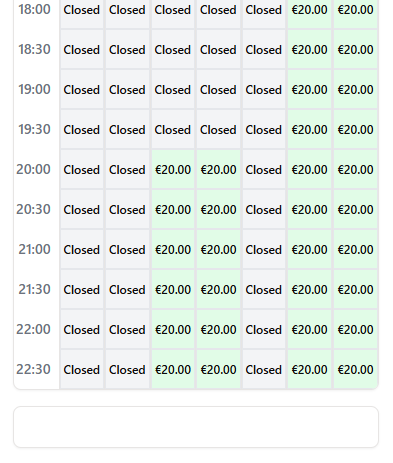 18:00 Closed Closed Closed Closed Closed €20.00 €20.00
18:30 Closed Closed Closed Closed Closed €20.00 €20.00
19:00 Closed Closed Closed Closed Closed €20.00 €20.00
19:30 Closed Closed Closed Closed Closed €20.00 €20.00
20:00 Closed Closed €20.00 €20.00 Closed €20.00 €20.00
20:30 Closed Closed €20.00 €20.00 Closed €20.00 €20.00
21:00 Closed Closed €20.00 €20.00 Closed €20.00 €20.00
21:30 Closed Closed €20.00 €20.00 Closed €20.00 €20.00
22:00 Closed Closed €20.00 €20.00 Closed €20.00 €20.00
22:30 Closed Closed €20.00 €20.00 Closed €20.00 €20.00